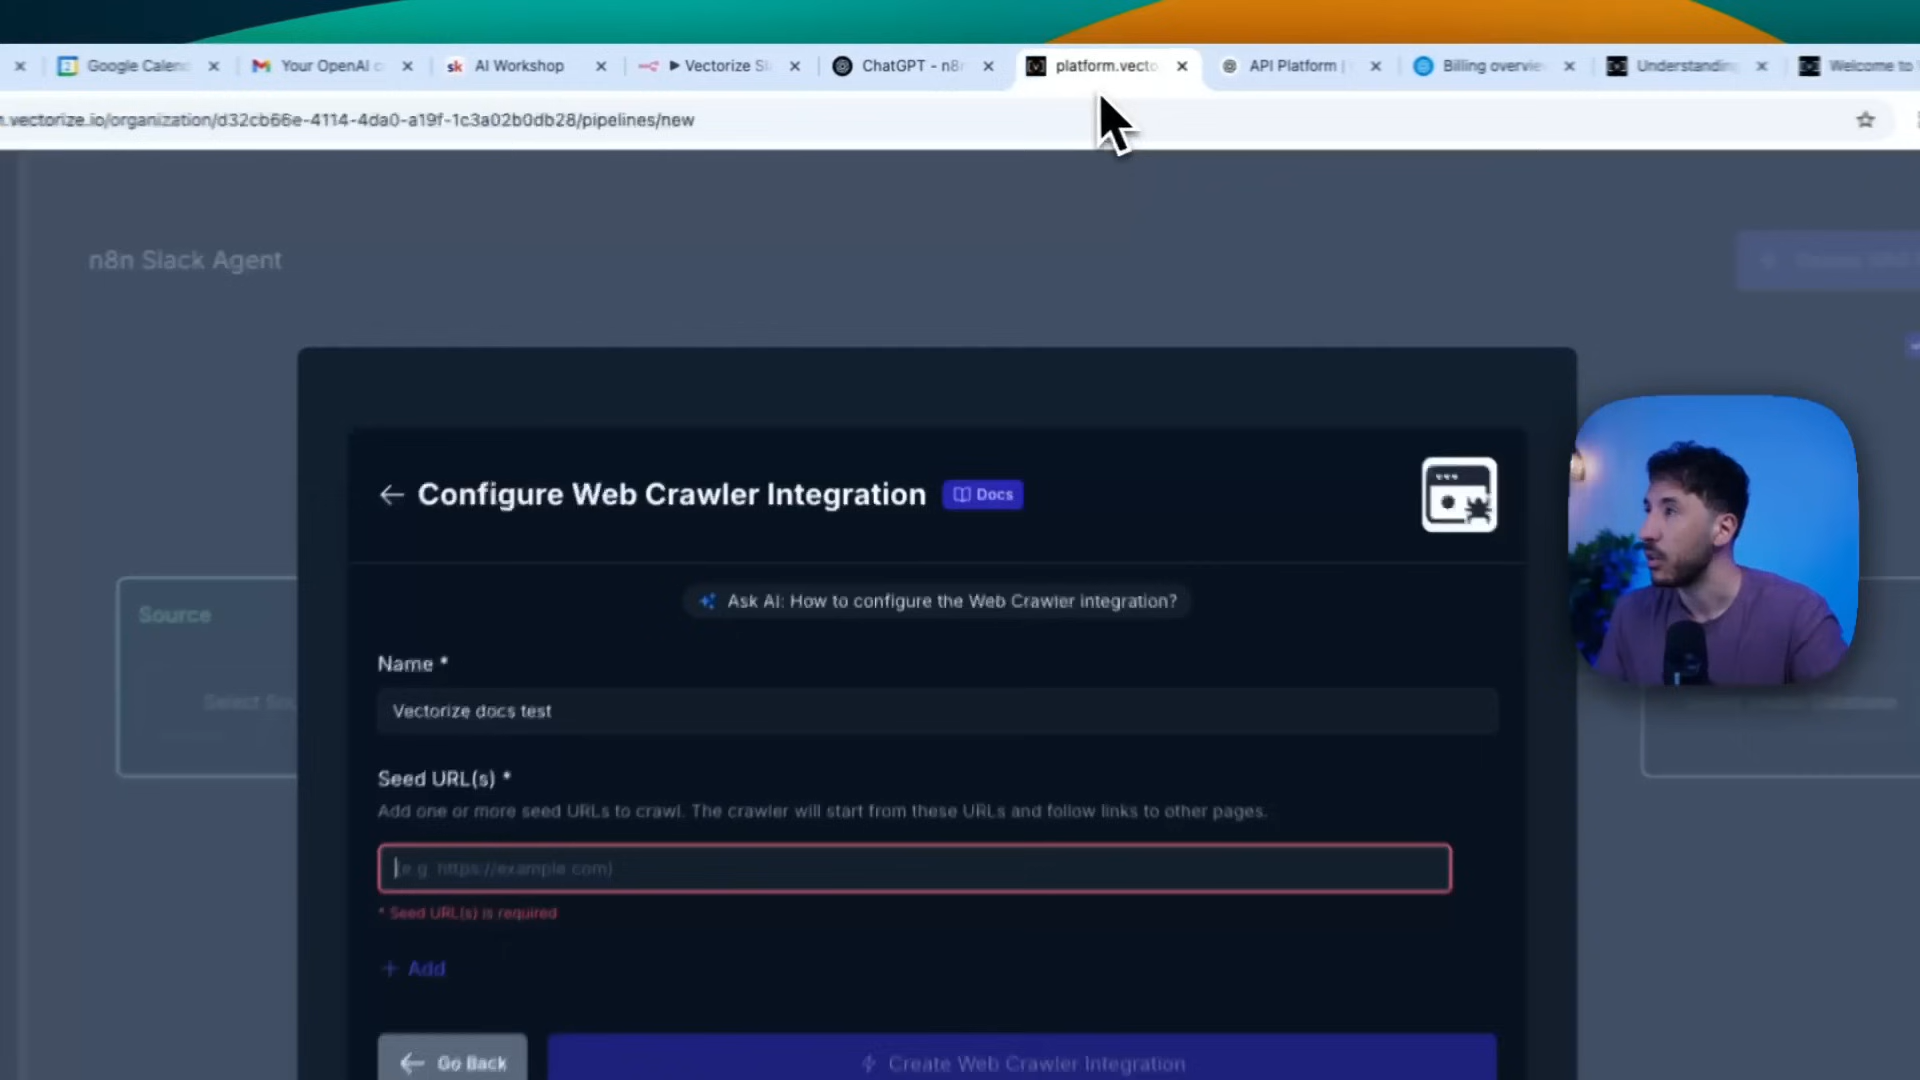 Google Calen
Your OpenAI
AI Workshop
Vectorize Sl
ChatGPT - n8
platform.vecto
API Platform |
Billing overvie
Understanding
Welcome to
.vectorize.io/organization/d32cb66e-4114-4da0-a19f-1c3a02b0db28/pipelines/new
n8n Slack Agent
Configure Web Crawler Integration
Docs
Ask AI: How to configure the Web Crawler integration?
Source
Name *
Select
Vectorize docs test
Seed URL(s) *
Add one or more seed URLs to crawl. The crawler will start from these URLs and follow links to other pages.
(e.g. https://example.com)
* Seed URL(s) is required
+ Add
Go Back
Create Web Crawler Integration